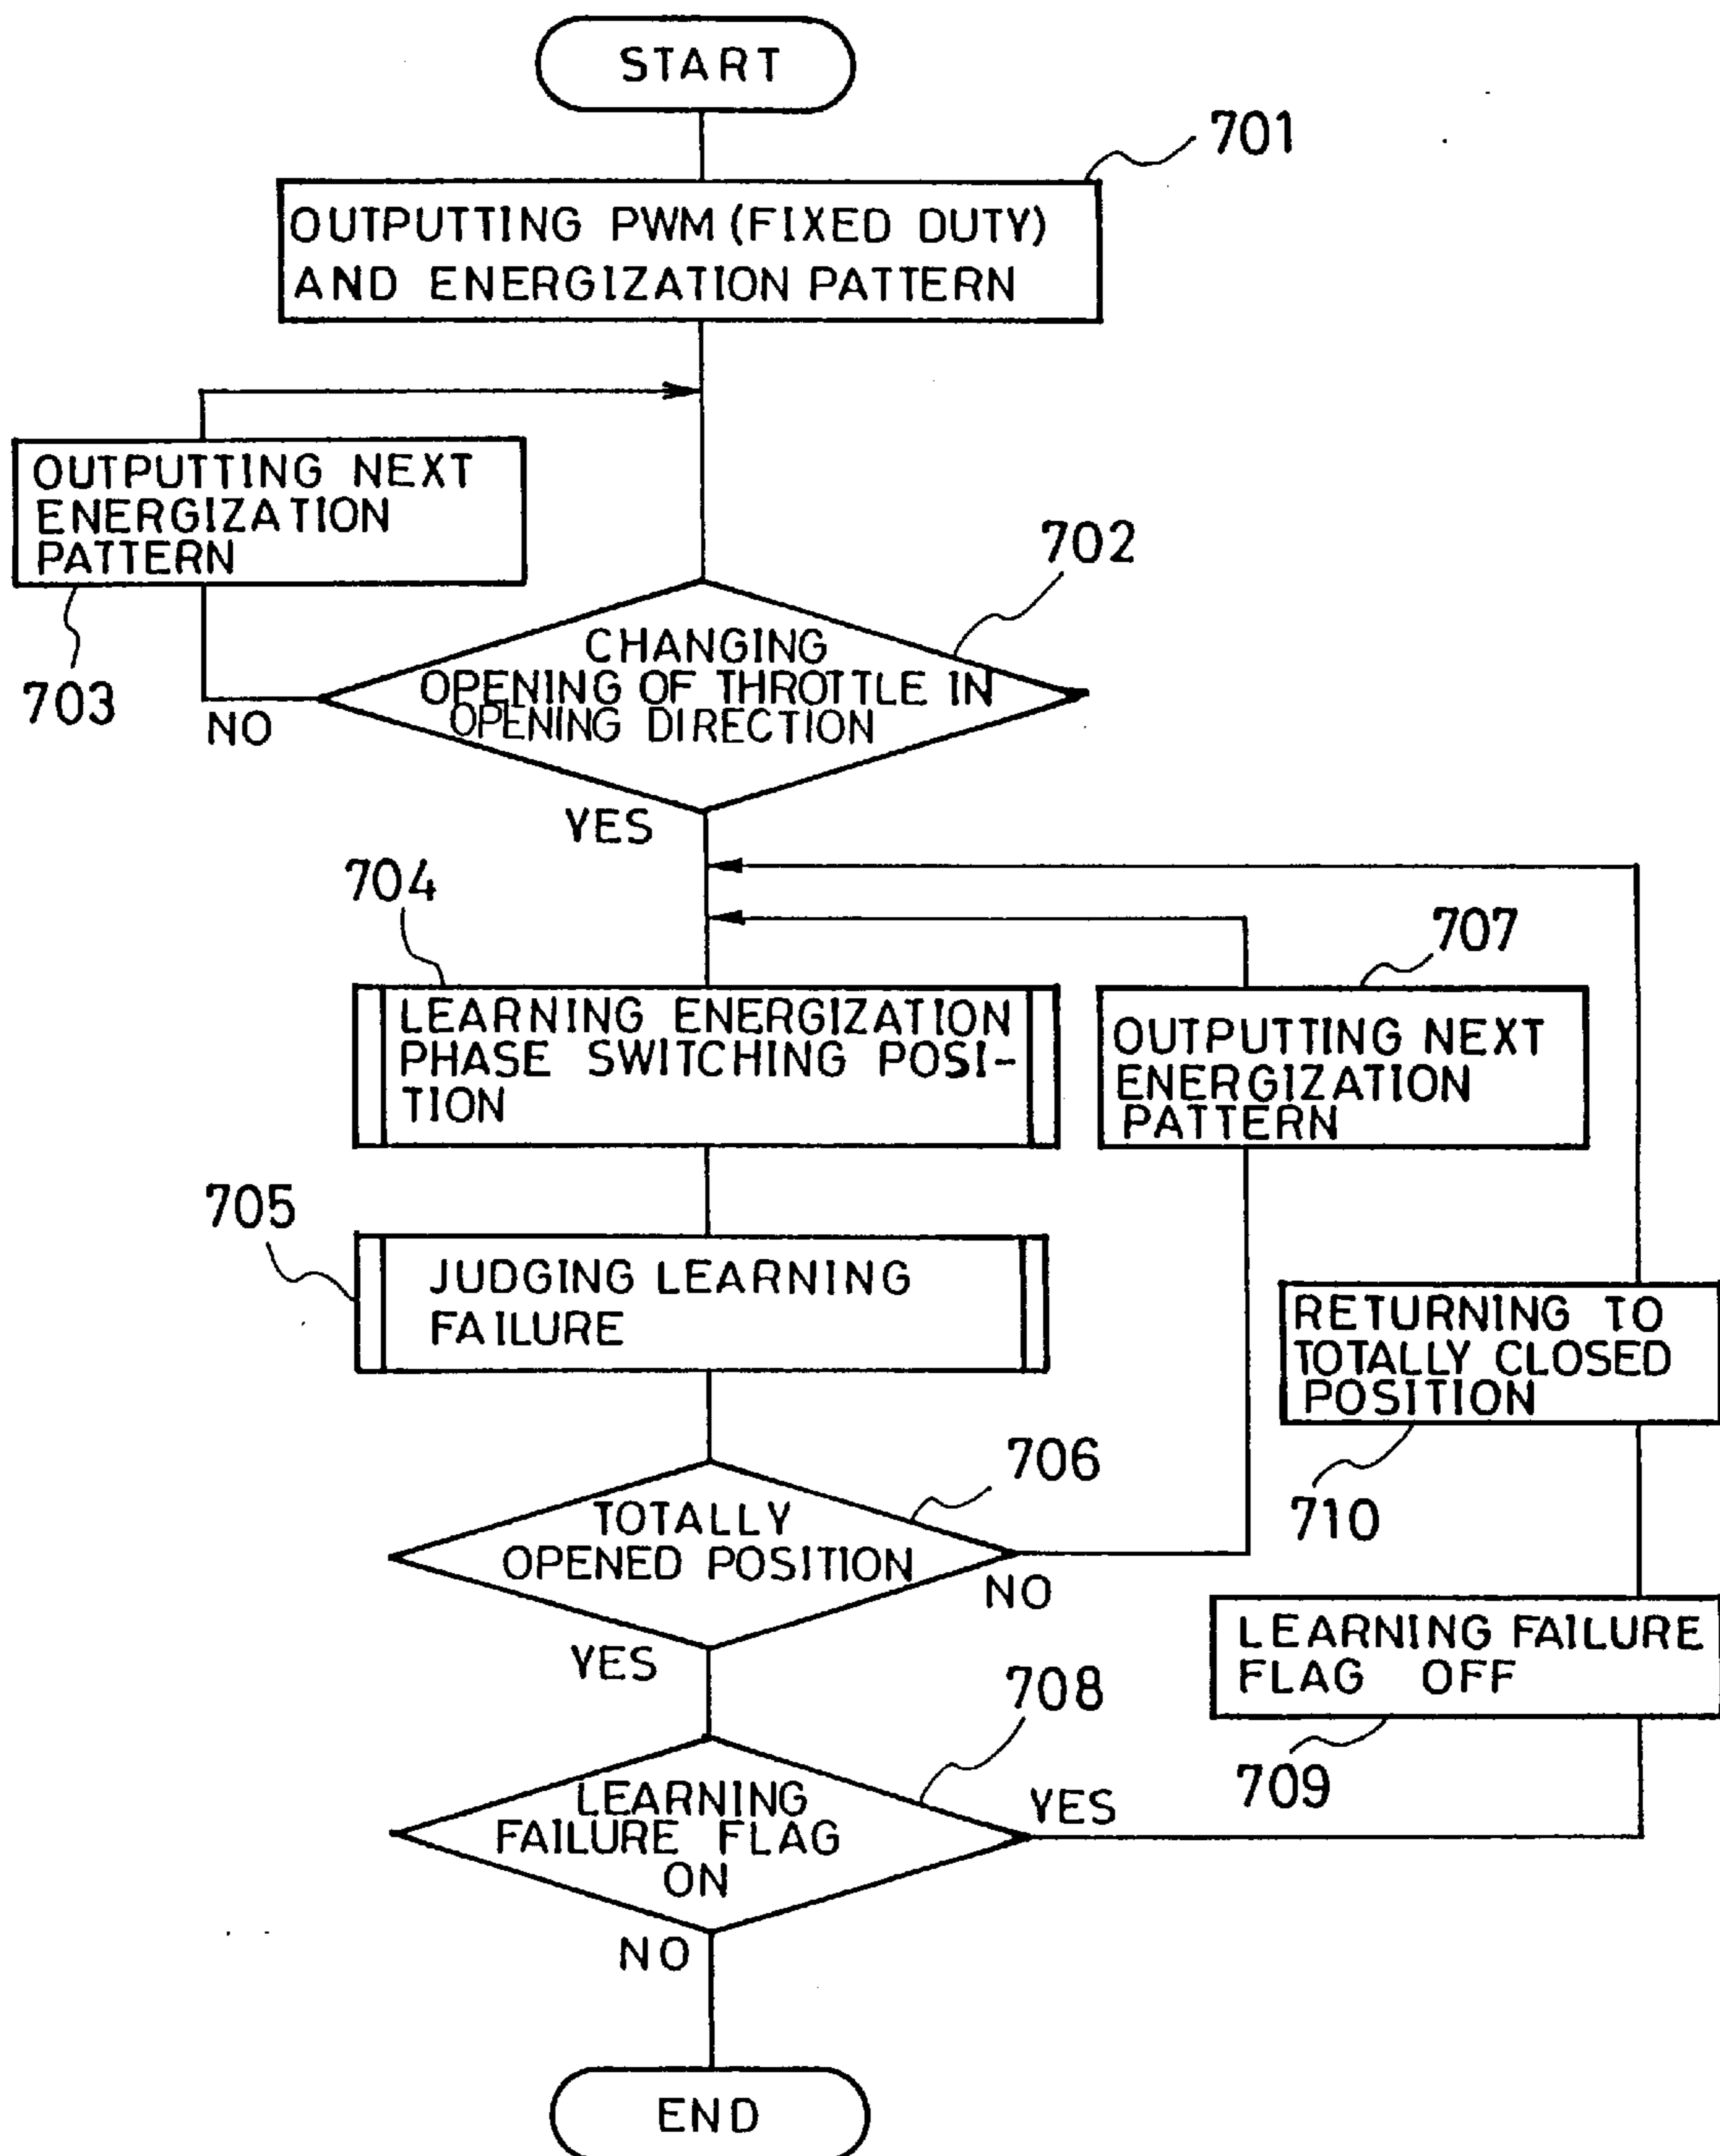 START
701
OUTPUTTING PWM (FIXED DUTY)
AND ENERGIZATION PATTERN
OUTPUTTING NEXT
ENERGIZATION
PATTERN
703
702
CHANGING
OPENING OF THROTTLE IN
OPENING DIRECTION
NO
YES
704
LEARNING ENERGIZATION
PHASE SWITCHING POSI-
TION
707
OUTPUTTING NEXT
ENERGIZATION
PATTERN
705
JUDGING LEARNING
FAILURE
RETURNING TO
TOTALLY CLOSED
POSITION
710
706
TOTALLY
OPENED POSITION
NO
YES
LEARNING FAILURE
FLAG OFF
709
708
LEARNING
FAILURE FLAG
ON
YES
NO
END